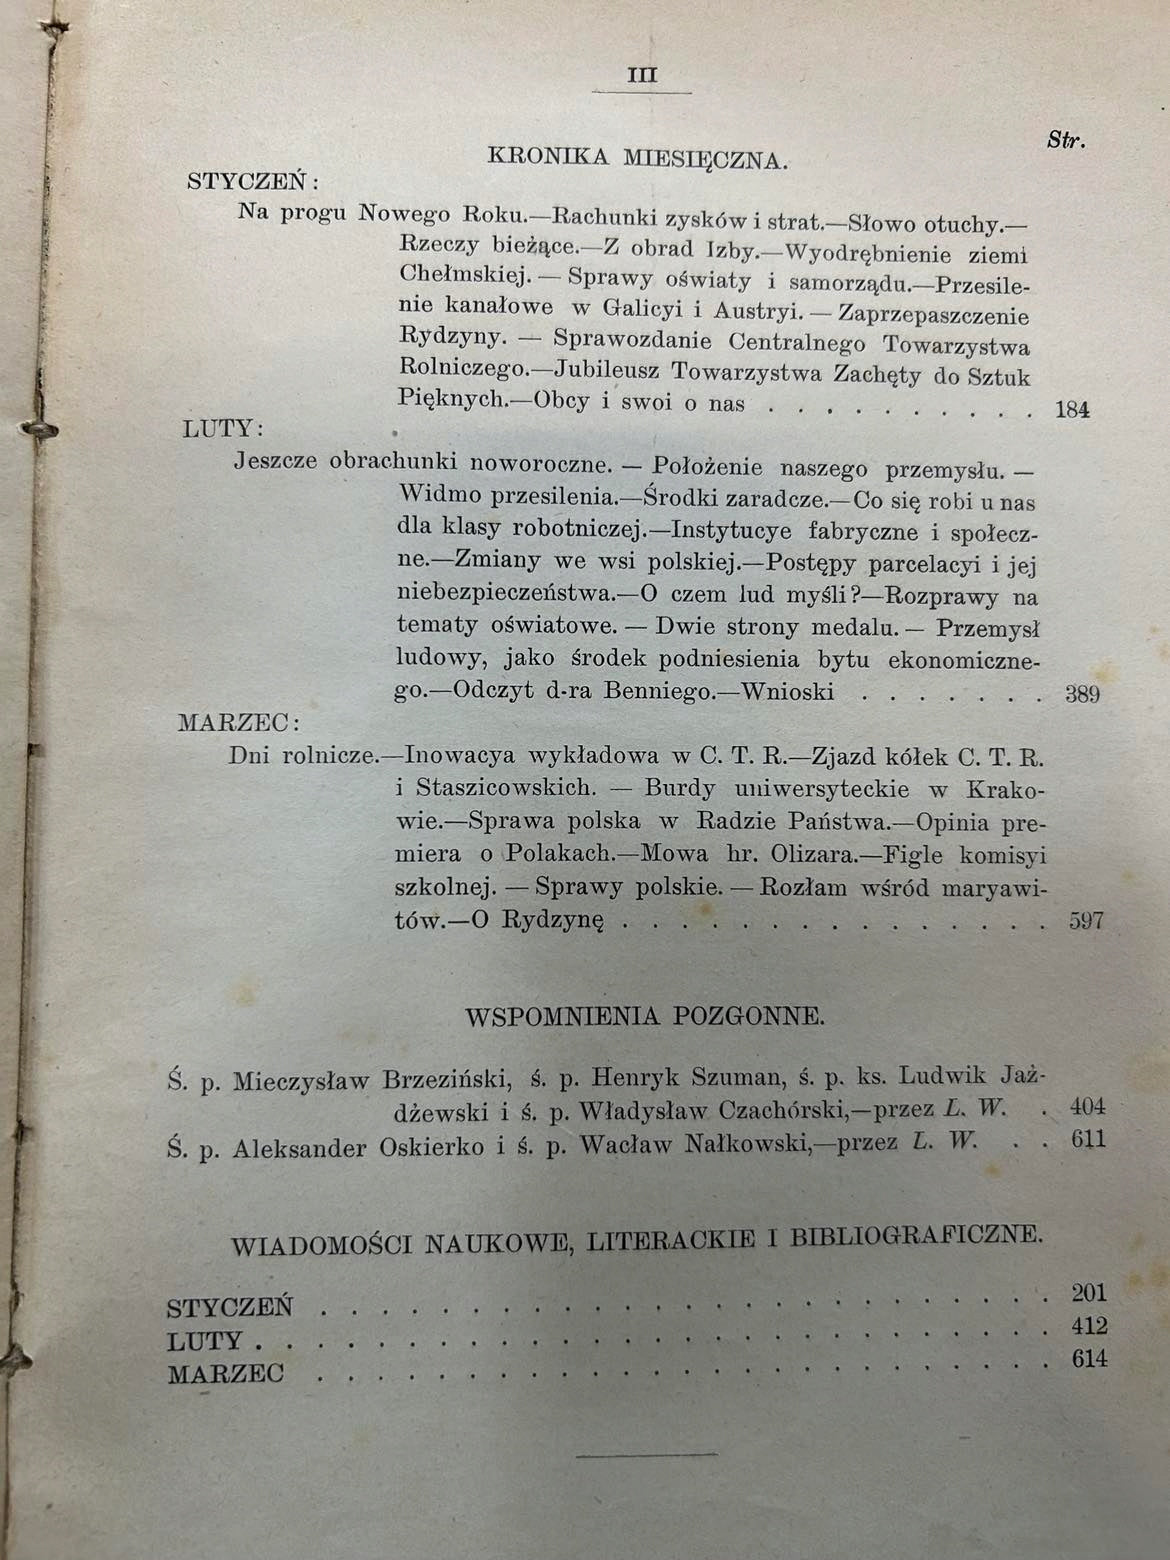 III
Str.
KRONIKA MIESIĘCZNA.
STYCZEŃ:
Na progu Nowego Roku.—Rachunki zysków i strat.—Słowo otuchy.—
Rzeczy bieżące.—Z obrad Izby.—Wyodrębnienie ziemi
Chełmskiej. — Sprawy oświaty i samorządu.—Przesile-
nie kanałowe w Galicyi i Austryi. — Zaprzepaszczenie
Rydzyny. — Sprawozdanie Centralnego Towarzystwa
Rolniczego.—Jubileusz Towarzystwa Zachęty do Sztuk
Pięknych.—Obcy i swoi o nas . . . . . . . . . . 184
LUTY:
Jeszcze obrachunki noworoczne. — Położenie naszego przemysłu. —
Widmo przesilenia.—Środki zaradcze.—Co się robi u nas
dla klasy robotniczej.—Instytucye fabryczne i społecz-
ne.—Zmiany we wsi polskiej.—Postępy parcelacyi i jej
niebezpieczeństwa.—O czem lud myśli?—Rozprawy na
tematy oświatowe. — Dwie strony medalu. — Przemysł
ludowy, jako środek podniesienia bytu ekonomiczne-
go.—Odczyt d-ra Benniego.—Wnioski . . . . . . . 389
MARZEC:
Dni rolnicze.—Inowacya wykładowa w C. T. R.—Zjazd kółek C. T. R.
i Staszicowskich. — Burdy uniwersyteckie w Krako-
wie.—Sprawa polska w Radzie Państwa.—Opinia pre-
miera o Polakach.—Mowa hr. Olizara.—Figle komisyi
szkolnej. — Sprawy polskie. — Rozłam wśród maryawi-
tów.—O Rydzynę . . . . . . . . . . . . . . . 597
WSPOMNIENIA POZGONNE.
Ś. p. Mieczysław Brzeziński, ś. p. Henryk Szuman, ś. p. ks. Ludwik Jaż-
dżewski i ś. p. Władysław Czachórski,—przez L. W. . 404
Ś. p. Aleksander Oskierko i ś. p. Wacław Nałkowski,—przez L. W. . . 611
WIADOMOŚCI NAUKOWE, LITERACKIE I BIBLIOGRAFICZNE.
STYCZEŃ . . . . . . . . . . . . . . . . . . . . . . . . . 201
LUTY . . . . . . . . . . . . . . . . . . . . . . . . . . . 412
MARZEC . . . . . . . . . . . . . . . . . . . . . . . . . 614